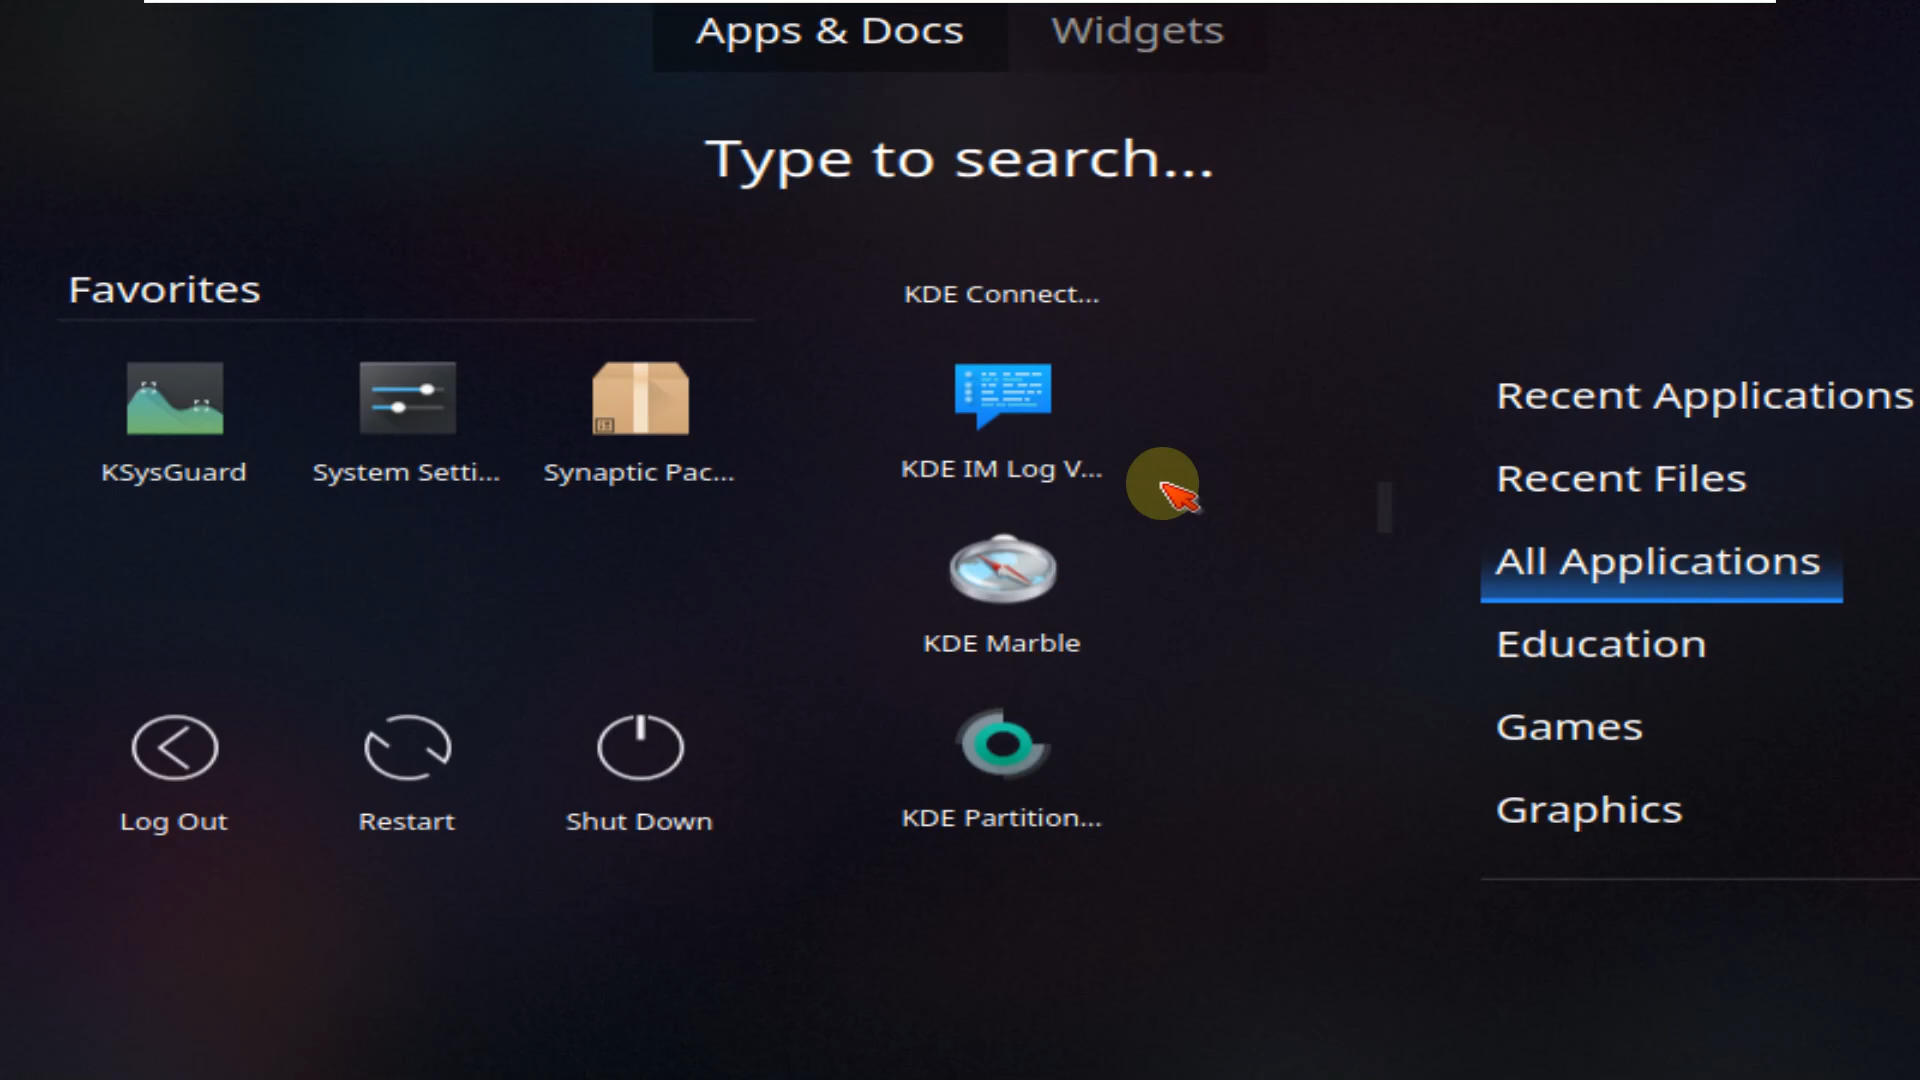 Apps & Docs
Widgets
Type to search...
Favorites
KSysGuard
System Setti...
Synaptic Pac...
Log Out
Restart
Shut Down
KDE Connect...
KDE IM Log V...
KDE Marble
KDE Partition...
Recent Applications
Recent Files
All Applications
Education
Games
Graphics